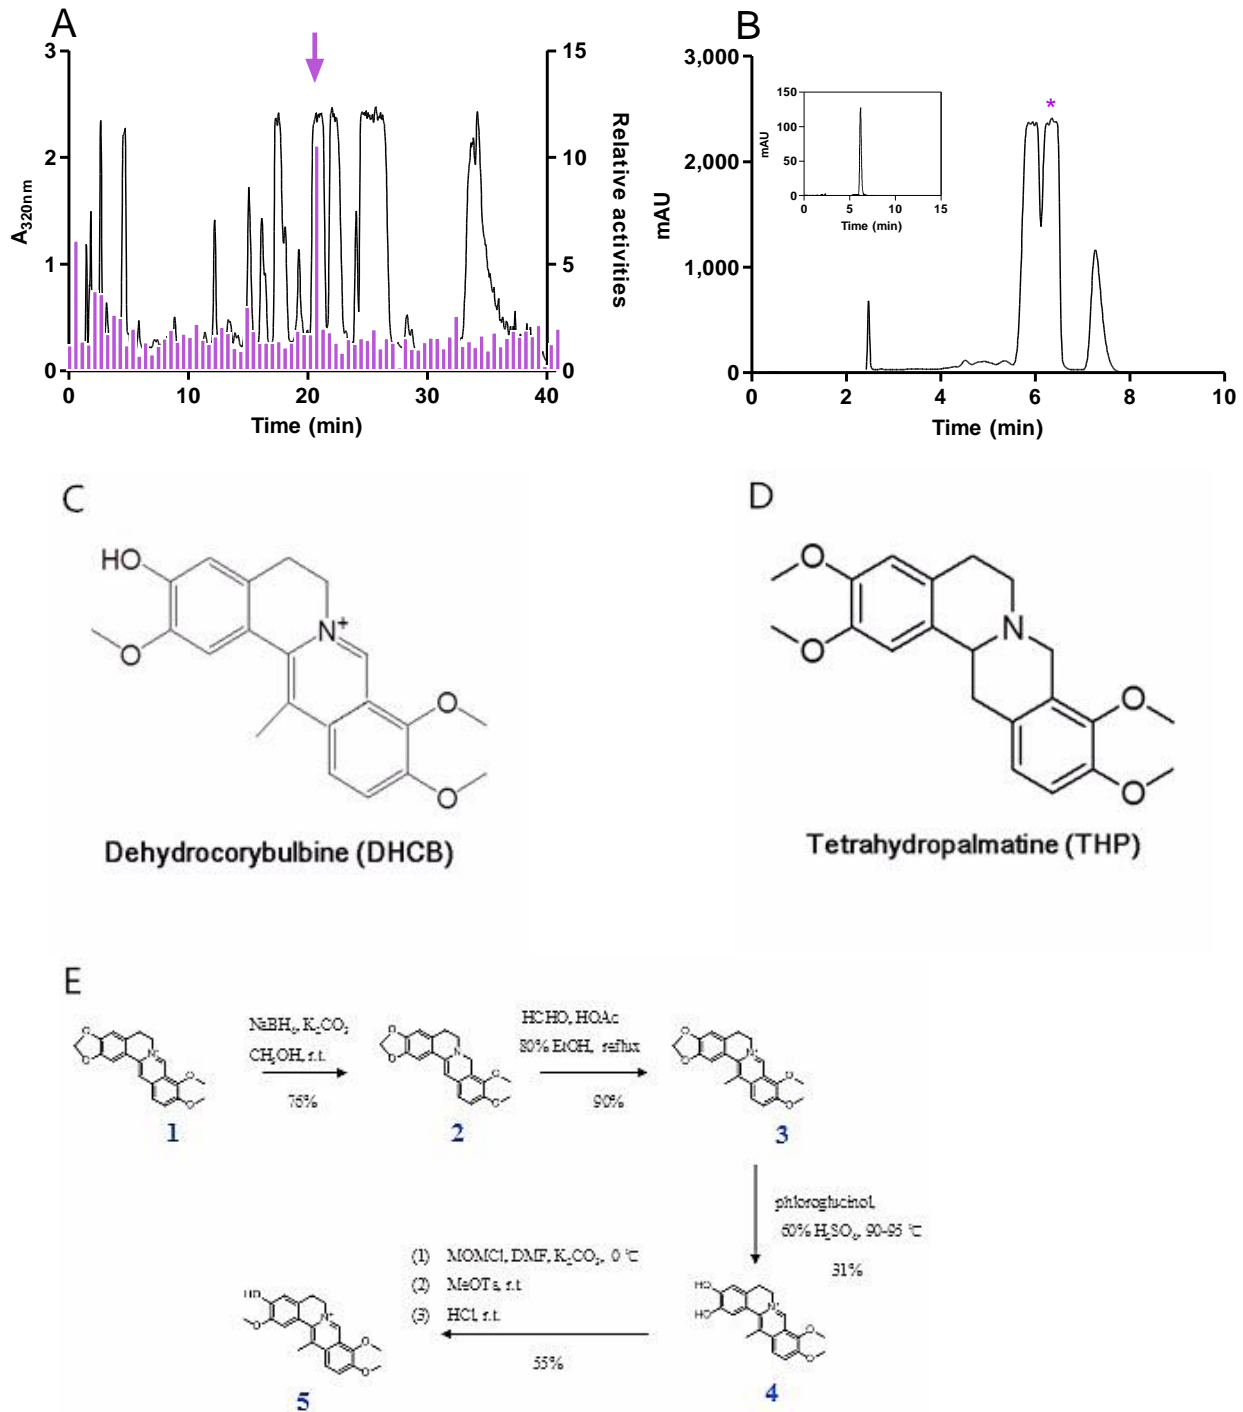 A
3
15
2
10
1
5
0
0
A320nm
Relative activities
0 10 20 30 40
Time (min)
B
3,000
2,000
1,000
0
mAU
*
150
100
50
0
mAU
0 5 10 15
Time (min)
0 2 4 6 8 10
Time (min)
C
HO
O
N+
O
O
Dehydrocorybulbine (DHCB)
D
O
O
N
O
O
Tetrahydropalmatine (THP)
E
NaBH4, K2CO3
CH3OH, r.t.
75%
HCHO, HOAc
80% EtOH, reflux
90%
1
2
3
phloroglucinol,
60% H2SO4, 90-95 ℃
31%
(1) MOMCl, DMF, K2CO3, 0 ℃
(2) MeOTs, r.t
(3) HCl, r.t.
55%
HO
HO
HO
5
4